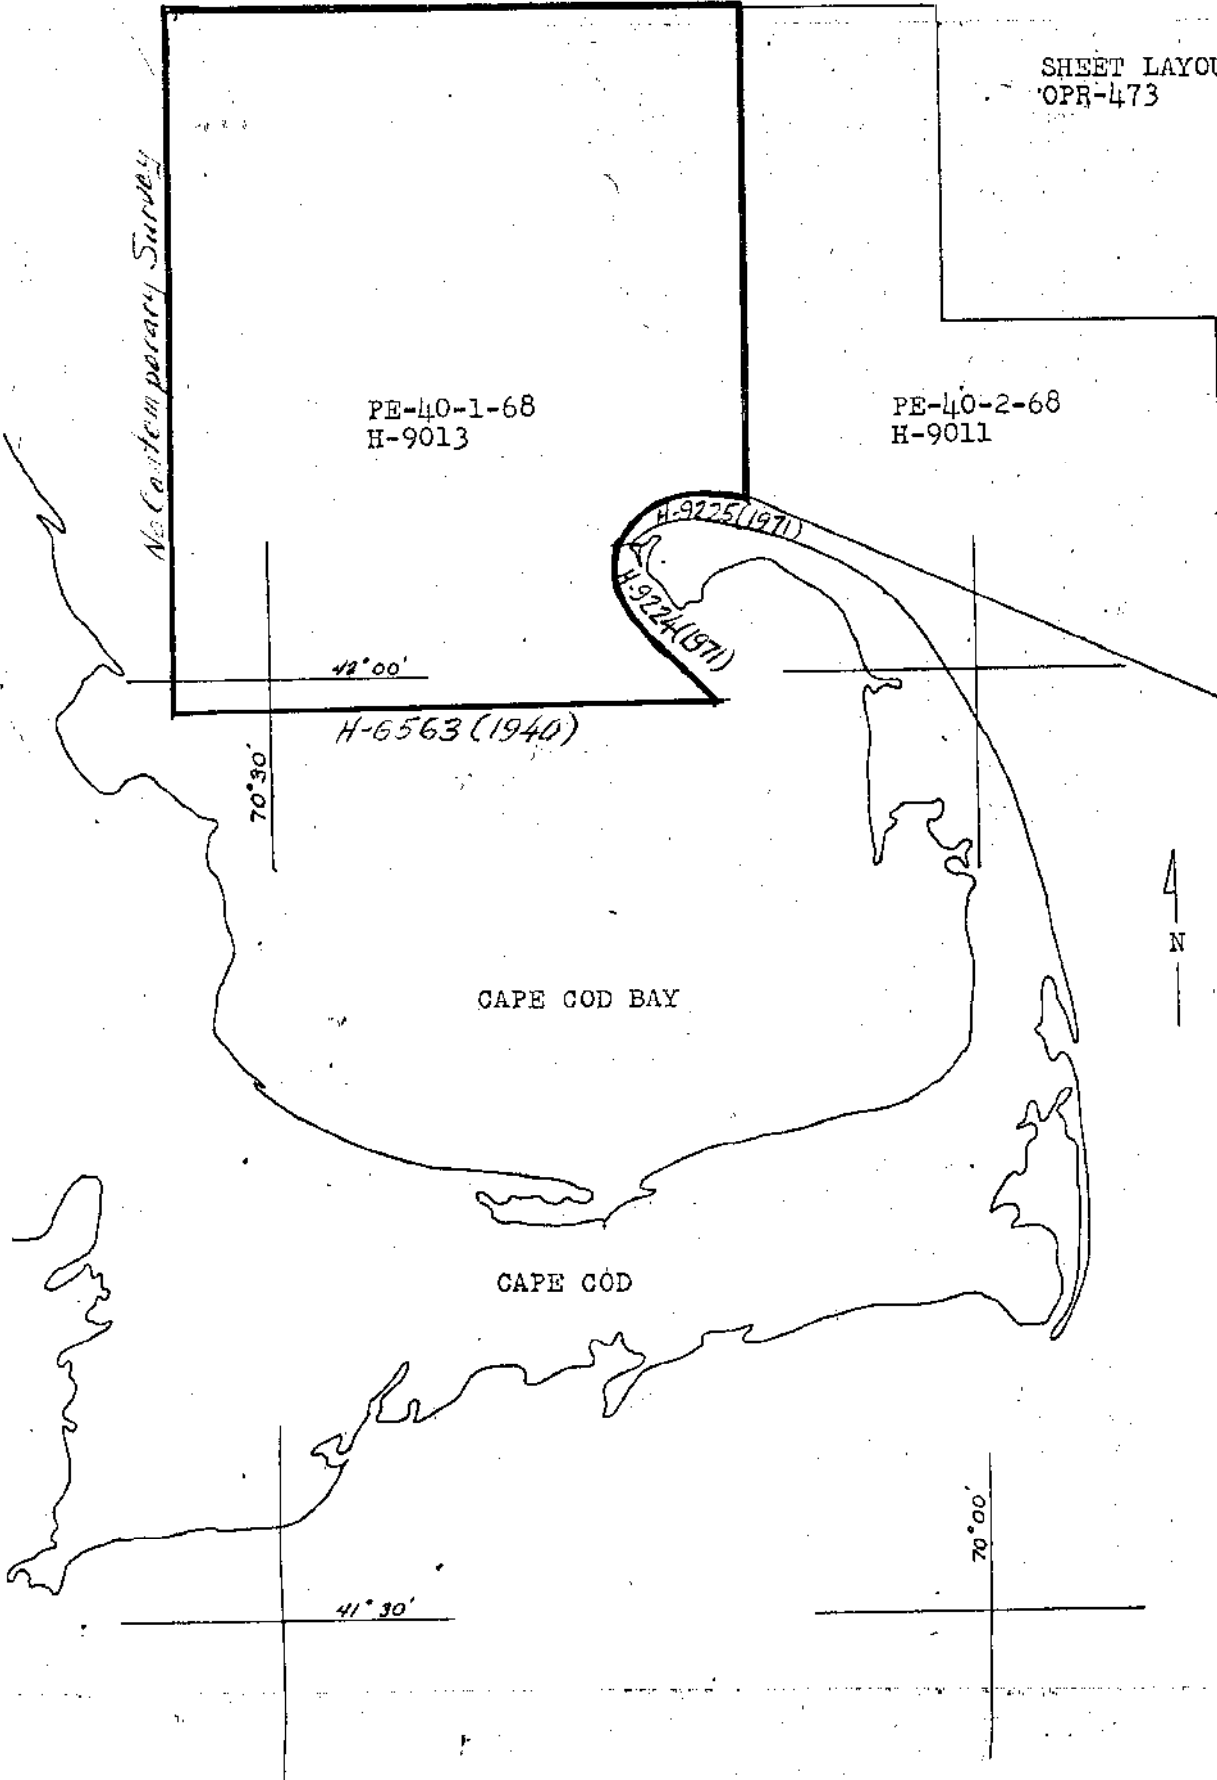 SHEET LAYOU
OPR-473
No Contemporary Survey
PE-40-1-68
H-9013
PE-40-2-68
H-9011
H-9225(1971)
H-9224(1971)
42°00'
H-6563 (1940)
70°30'
CAPE COD BAY
N
CAPE COD
70°00'
41°30'